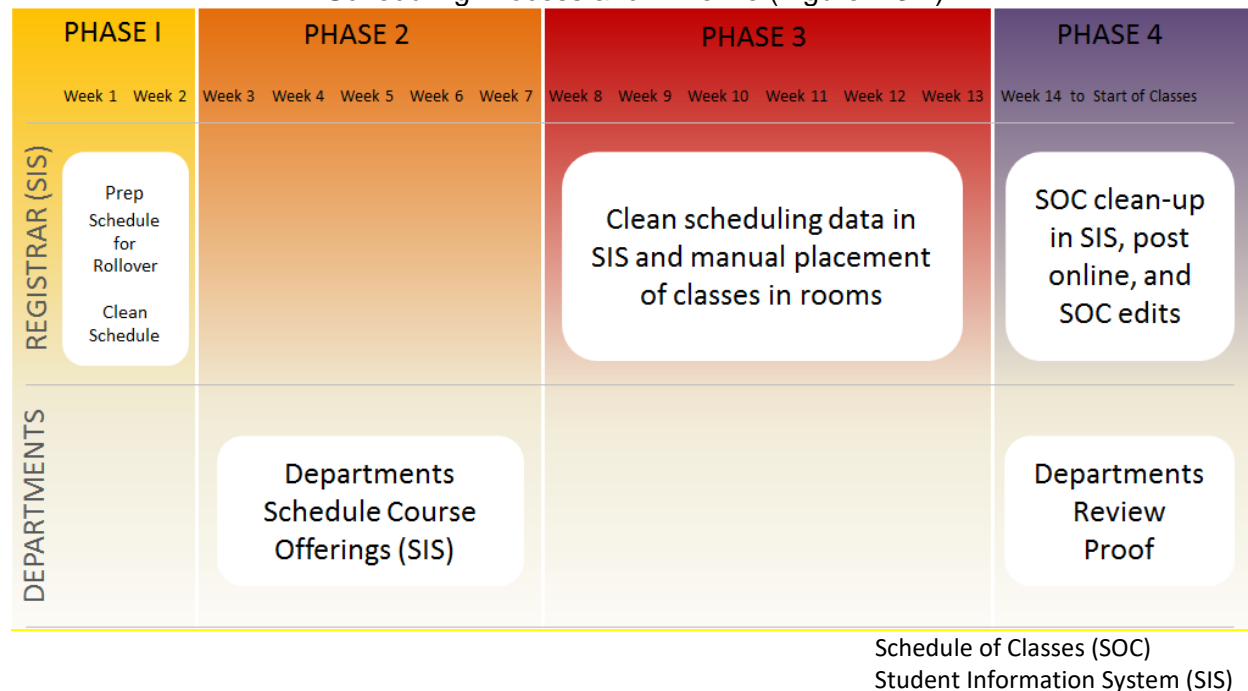 PHASE I
PHASE 2
PHASE 3
PHASE 4
Week 1 Week 2 Week 3 Week 4 Week 5 Week 6 Week 7 Week 8 Week 9 Week 10 Week 11 Week 12 Week 13 Week 14 to Start of Classes
REGISTRAR (SIS)
Prep
Schedule
for
Rollover
Clean
Schedule
Clean scheduling data in
SIS and manual placement
of classes in rooms
SOC clean-up
in SIS, post
online, and
SOC edits
DEPARTMENTS
Departments
Schedule Course
Offerings (SIS)
Departments
Review
Proof
Schedule of Classes (SOC)
Student Information System (SIS)